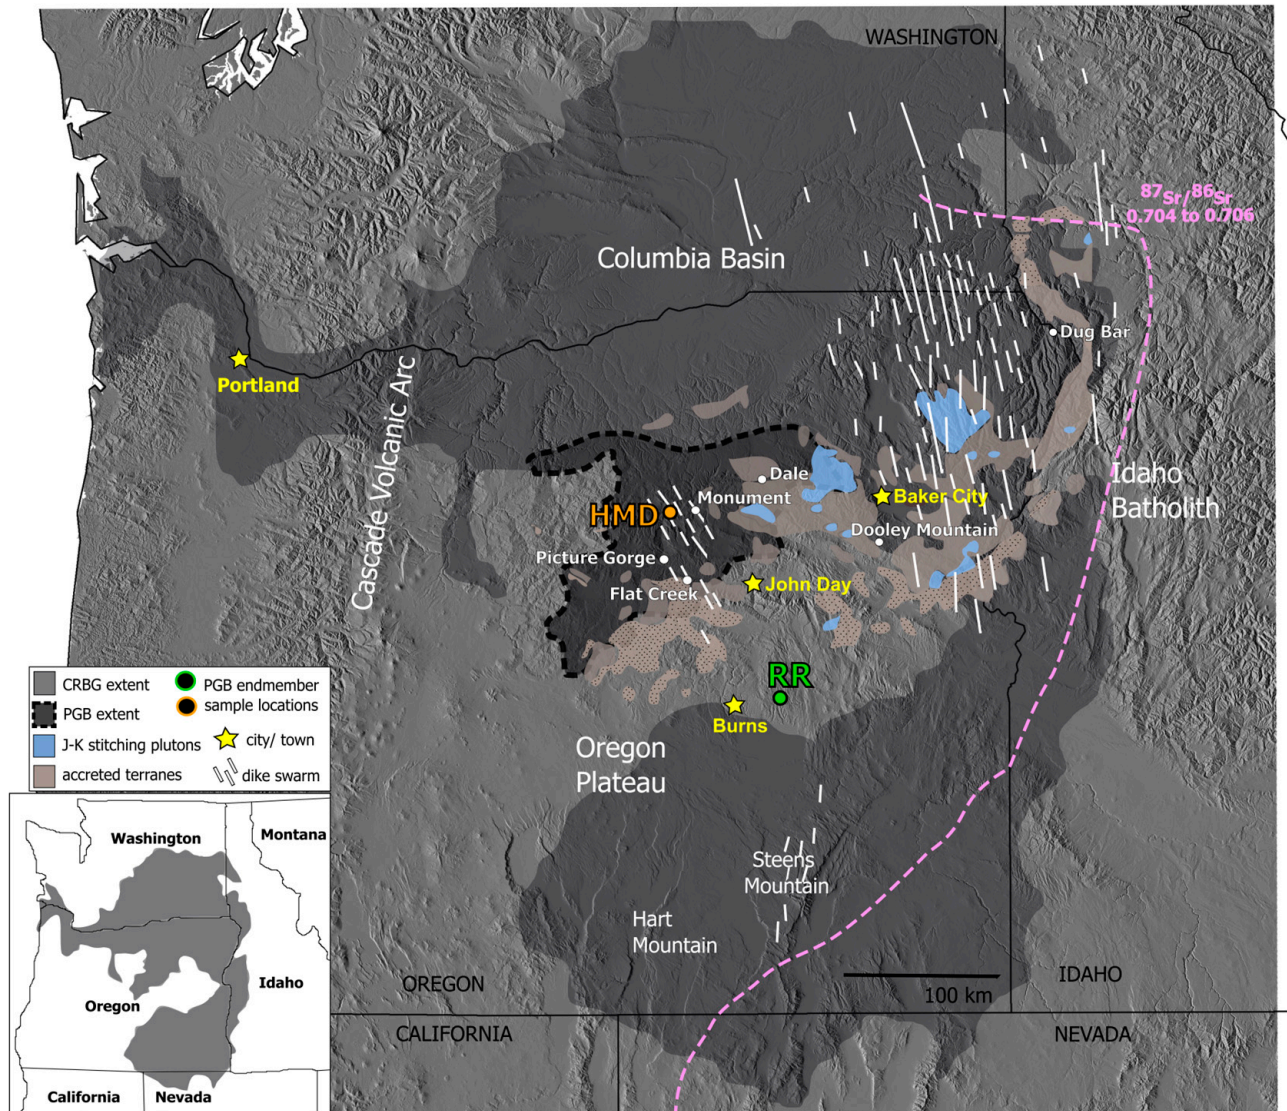 WASHINGTON
87Sr/86Sr
0.704 to 0.706
Columbia Basin
Dug Bar
Portland
Cascade Volcanic Arc
Idaho
Batholith
Dale
Baker City
Monument
HMD
Dooley Mountain
Picture Gorge
John Day
Flat Creek
RR
Burns
Oregon
Plateau
CRBG extent
PGB endmember
PGB extent
sample locations
J-K stitching plutons
city/ town
accreted terranes
dike swarm
Steens
Mountain
Hart
Mountain
OREGON
IDAHO
100 km
CALIFORNIA
NEVADA
Washington
Montana
Oregon
Idaho
California
Nevada